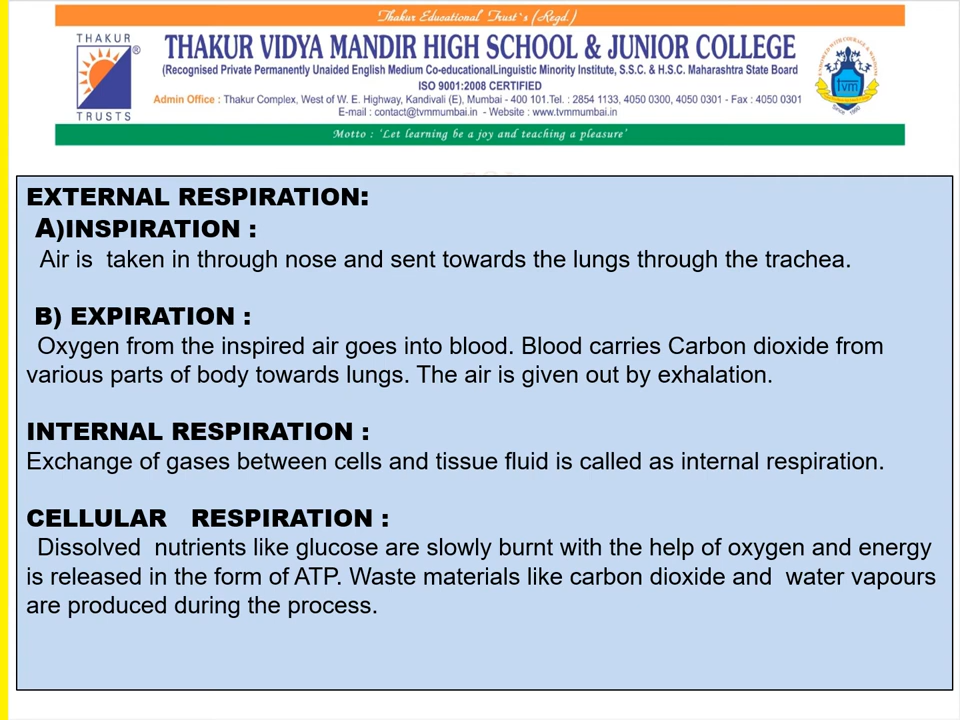 Thakur Educational Trust`s (Regd.)
THAKUR
®
TRUSTS
THAKUR VIDYA MANDIR HIGH SCHOOL & JUNIOR COLLEGE
(Recognised Private Permanently Unaided English Medium Co-educationalLinguistic Minority Institute, S.S.C. & H.S.C. Maharashtra State Board
ISO 9001:2008 CERTIFIED
Admin Office : Thakur Complex, West of W. E. Highway, Kandivali (E), Mumbai - 400 101.Tel. : 2854 1133, 4050 0300, 4050 0301 - Fax : 4050 0301
E-mail : contact@tvmmumbai.in - Website : www.tvmmumbai.in
tvm
Motto : 'Let learning be a joy and teaching a pleasure'
EXTERNAL RESPIRATION:
A)INSPIRATION :
Air is taken in through nose and sent towards the lungs through the trachea.
B) EXPIRATION :
Oxygen from the inspired air goes into blood. Blood carries Carbon dioxide from
various parts of body towards lungs. The air is given out by exhalation.
INTERNAL RESPIRATION :
Exchange of gases between cells and tissue fluid is called as internal respiration.
CELLULAR RESPIRATION :
Dissolved nutrients like glucose are slowly burnt with the help of oxygen and energy
is released in the form of ATP. Waste materials like carbon dioxide and water vapours
are produced during the process.